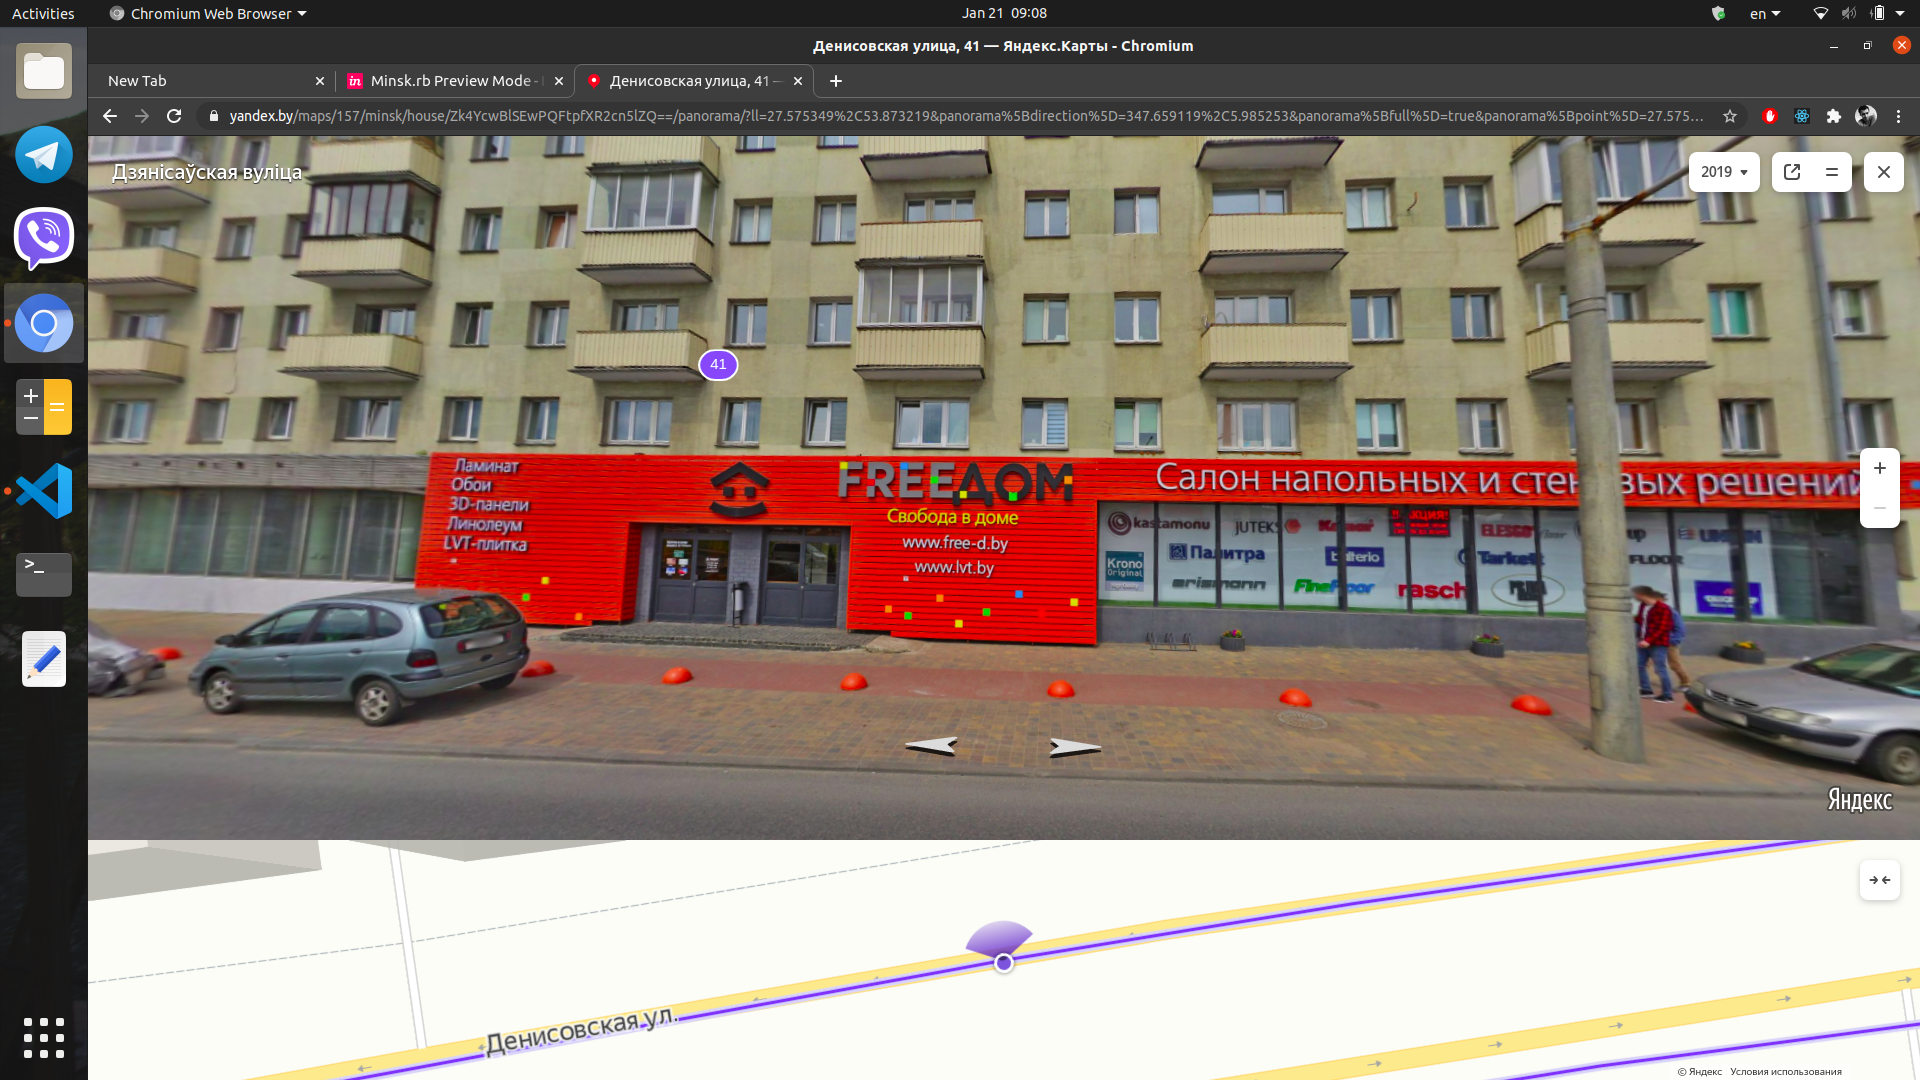 Activities
Chromium Web Browser
Jan 21 09:08
en
Денисовская улица, 41 — Яндекс.Карты - Chromium
New Tab
Minsk.rb Preview Mode -
Денисовская улица, 41 —
yandex.by/maps/157/minsk/house/Zk4YcwBlSEwPQFtpfXR2cn5lZQ==/panorama/?ll=27.575349%2C53.873219&panorama%5Bdirection%5D=347.659119%2C5.985253&panorama%5Bfull%5D=true&panorama%5Bpoint%5D=27.575...
Дзянісаўская вуліца
2019
41
Ламинат
Обои
3D-панели
Линолеум
LVT-плитка
FREEДОМ
Свобода в доме
www.free-d.by
www.lvt.by
Салон напольных и стеновых решений
kastamonu
JUTEKS
Палитра
balterio
Tarkett
Krono
Original
erismann
FineFloor
rasch
FLOOR
Яндекс
Денисовская ул.
© Яндекс Условия использования